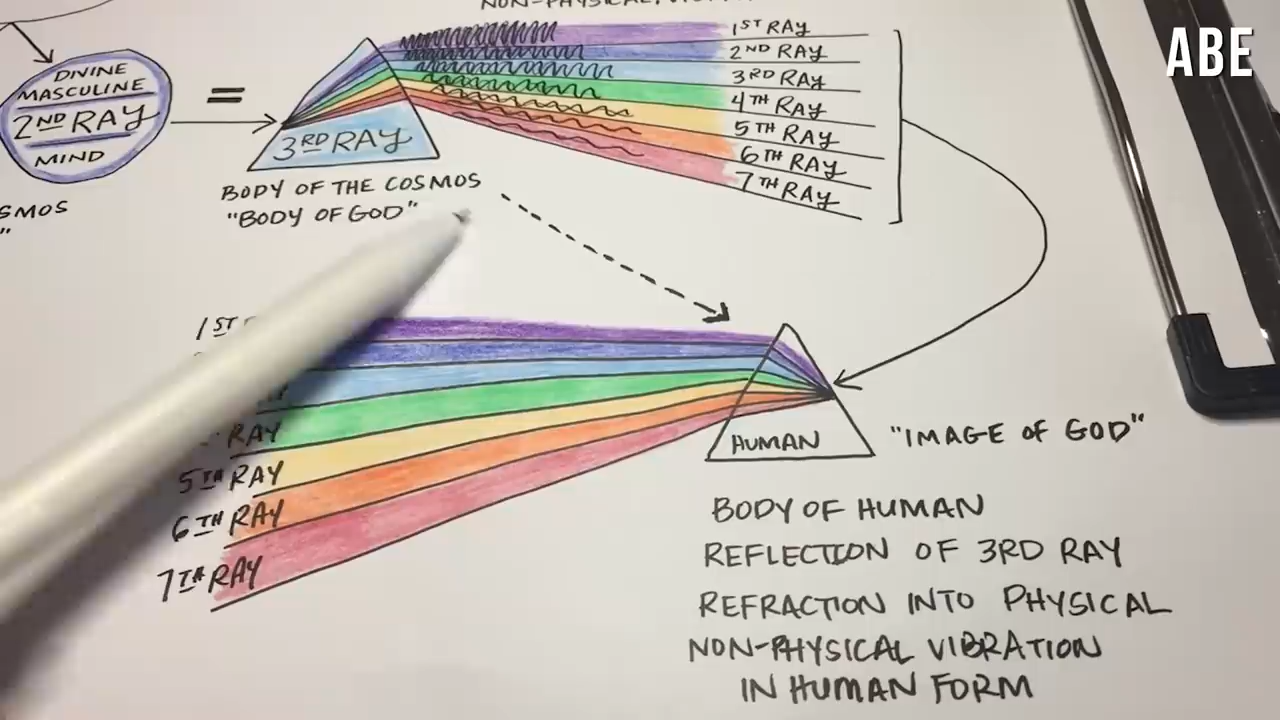 ABE
1ST RAY
2ND RAY
3RD RAY
4TH RAY
5TH RAY
6TH RAY
7TH RAY
DIVINE
MASCULINE
2ND RAY
MIND
=
3RD RAY
BODY OF THE COSMOS
"BODY OF GOD"
1ST
RAY
5TH RAY
6TH RAY
7TH RAY
HUMAN
"IMAGE OF GOD"
BODY OF HUMAN
REFLECTION OF 3RD RAY
REFRACTION INTO PHYSICAL
NON-PHYSICAL VIBRATION
IN HUMAN FORM